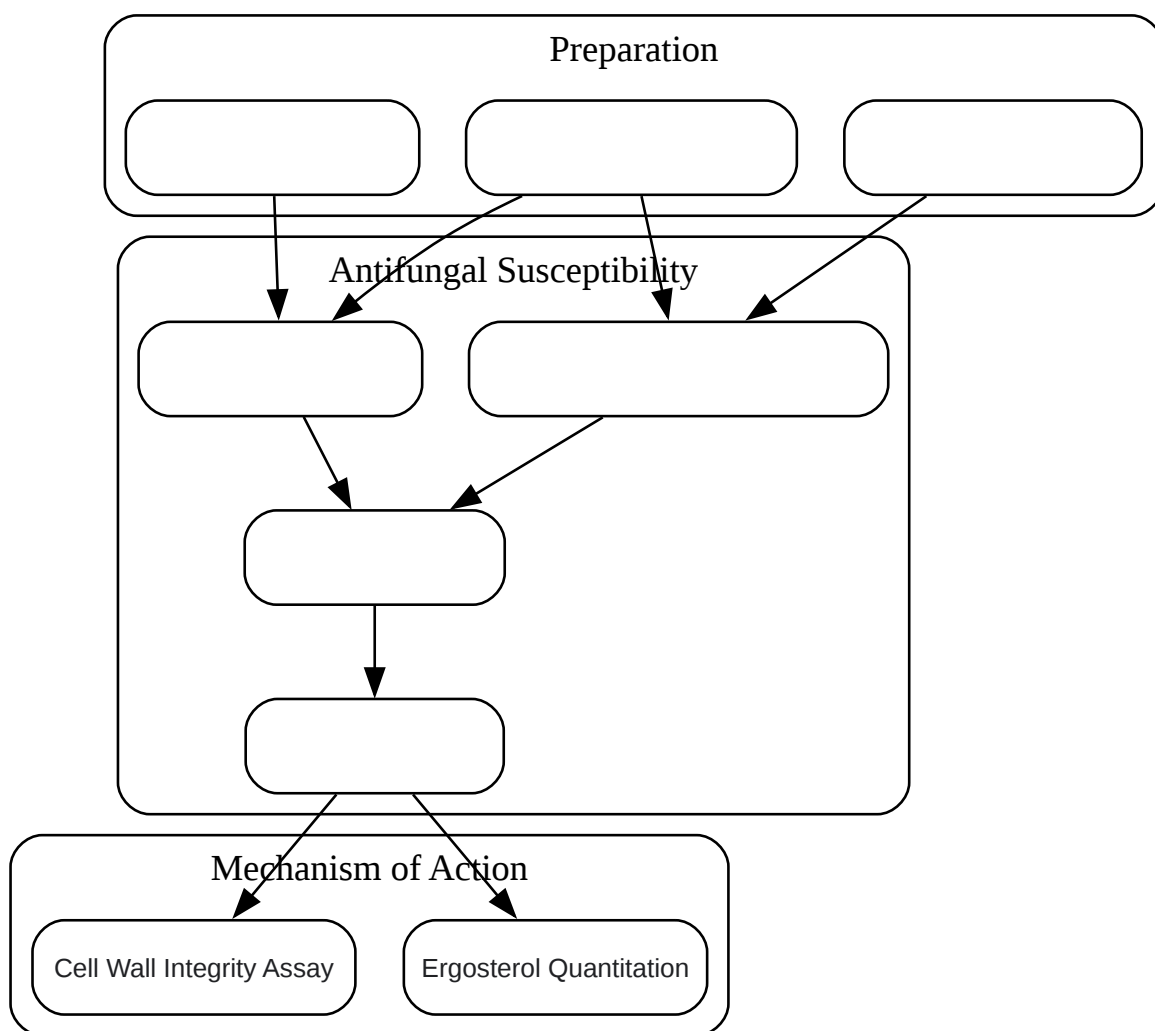 Preparation
Antifungal Susceptibility
Mechanism of Action
Cell Wall Integrity Assay
Ergosterol Quantitation